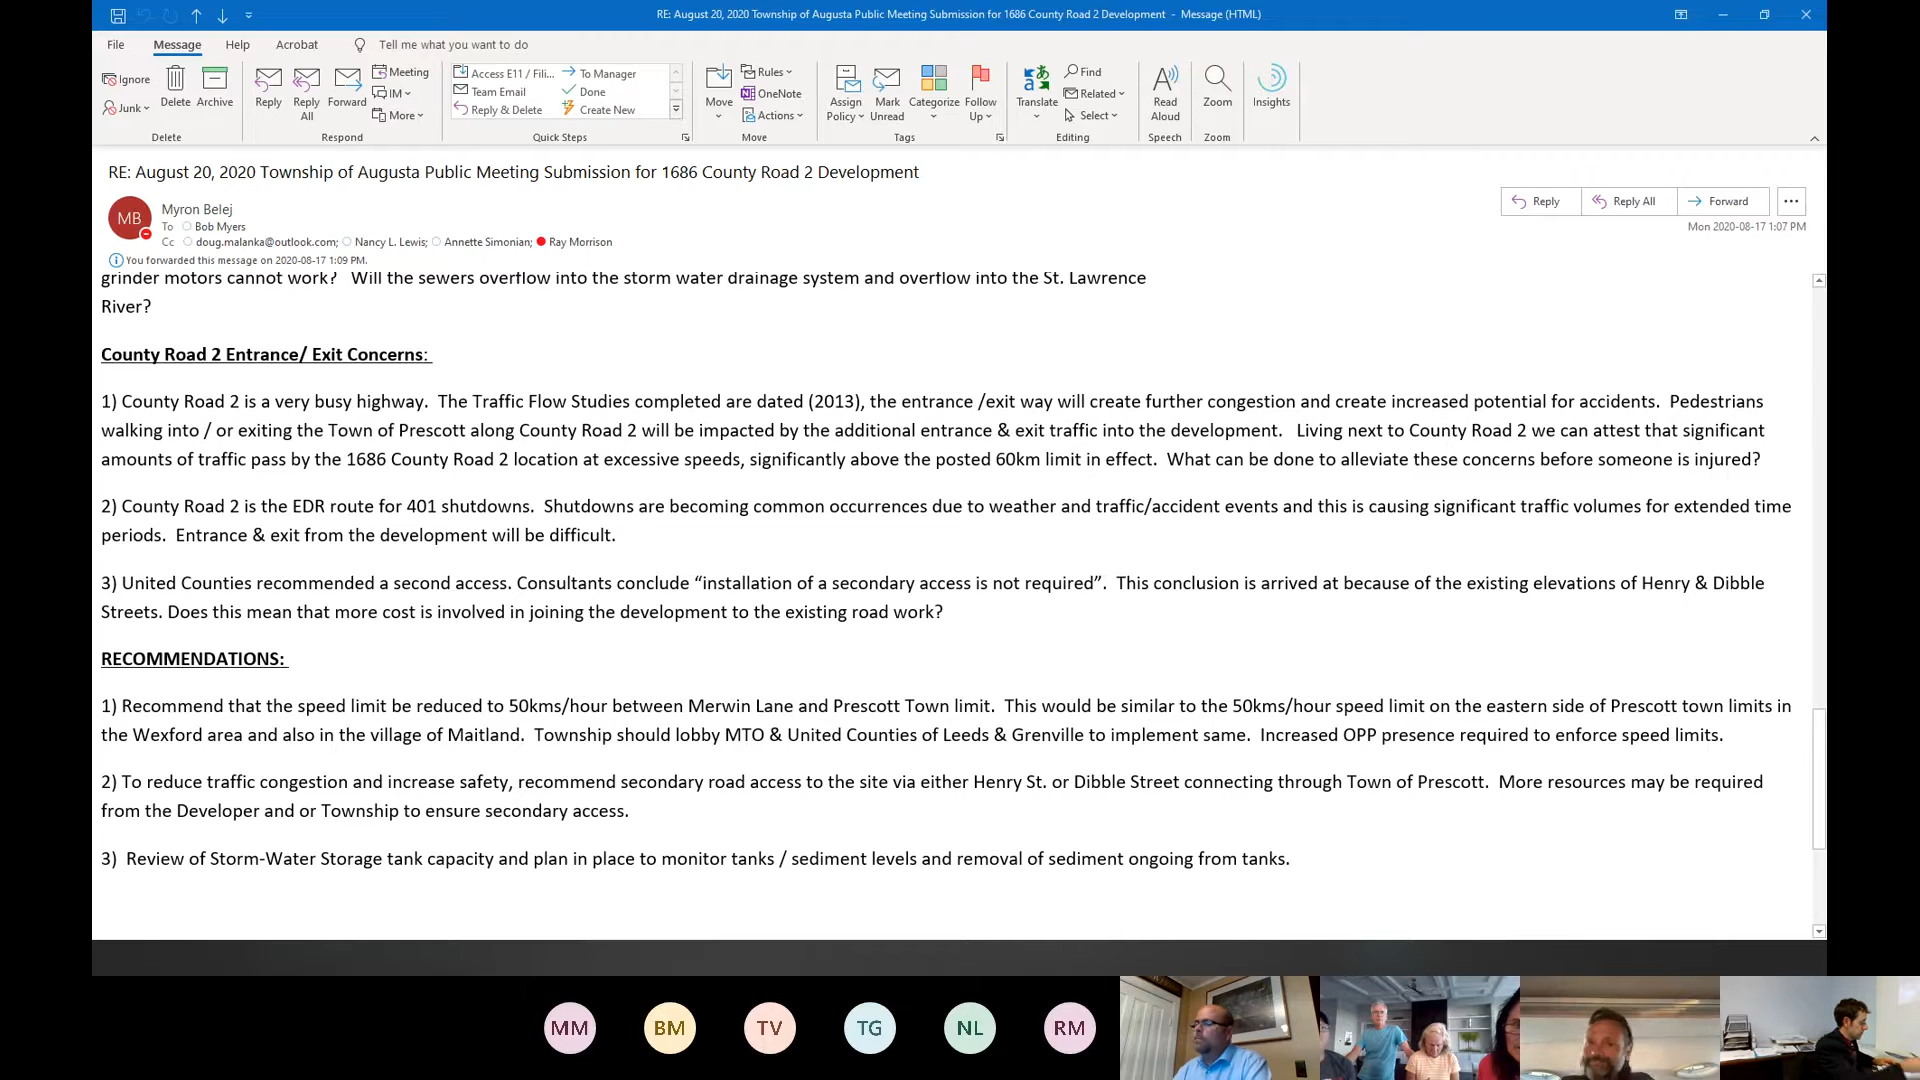 RE: August 20, 2020 Township of Augusta Public Meeting Submission for 1686 County Road 2 Development - Message (HTML)
File Message Help Acrobat Tell me what you want to do
Ignore
Junk
Delete
Archive
Delete
Reply
Reply All
Forward
Meeting
IM
More
Respond
Access E11 / Fili...
Team Email
Reply & Delete
To Manager
Done
Create New
Quick Steps
Move
Rules
OneNote
Actions
Move
Assign Policy
Mark Unread
Categorize
Follow Up
Tags
Translate
Find
Related
Select
Editing
Read Aloud
Speech
Zoom
Zoom
Insights
RE: August 20, 2020 Township of Augusta Public Meeting Submission for 1686 County Road 2 Development
MB
Myron Belej
To Bob Myers
Cc doug.malanka@outlook.com; Nancy L. Lewis; Annette Simonian; Ray Morrison
Reply Reply All Forward
Mon 2020-08-17 1:07 PM
You forwarded this message on 2020-08-17 1:09 PM.
grinder motors cannot work? Will the sewers overflow into the storm water drainage system and overflow into the St. Lawrence
River?
County Road 2 Entrance/ Exit Concerns:
1) County Road 2 is a very busy highway. The Traffic Flow Studies completed are dated (2013), the entrance /exit way will create further congestion and create increased potential for accidents. Pedestrians
walking into / or exiting the Town of Prescott along County Road 2 will be impacted by the additional entrance & exit traffic into the development. Living next to County Road 2 we can attest that significant
amounts of traffic pass by the 1686 County Road 2 location at excessive speeds, significantly above the posted 60km limit in effect. What can be done to alleviate these concerns before someone is injured?
2) County Road 2 is the EDR route for 401 shutdowns. Shutdowns are becoming common occurrences due to weather and traffic/accident events and this is causing significant traffic volumes for extended time
periods. Entrance & exit from the development will be difficult.
3) United Counties recommended a second access. Consultants conclude “installation of a secondary access is not required”. This conclusion is arrived at because of the existing elevations of Henry & Dibble
Streets. Does this mean that more cost is involved in joining the development to the existing road work?
RECOMMENDATIONS:
1) Recommend that the speed limit be reduced to 50kms/hour between Merwin Lane and Prescott Town limit. This would be similar to the 50kms/hour speed limit on the eastern side of Prescott town limits in
the Wexford area and also in the village of Maitland. Township should lobby MTO & United Counties of Leeds & Grenville to implement same. Increased OPP presence required to enforce speed limits.
2) To reduce traffic congestion and increase safety, recommend secondary road access to the site via either Henry St. or Dibble Street connecting through Town of Prescott. More resources may be required
from the Developer and or Township to ensure secondary access.
3) Review of Storm-Water Storage tank capacity and plan in place to monitor tanks / sediment levels and removal of sediment ongoing from tanks.
MM BM TV TG NL RM